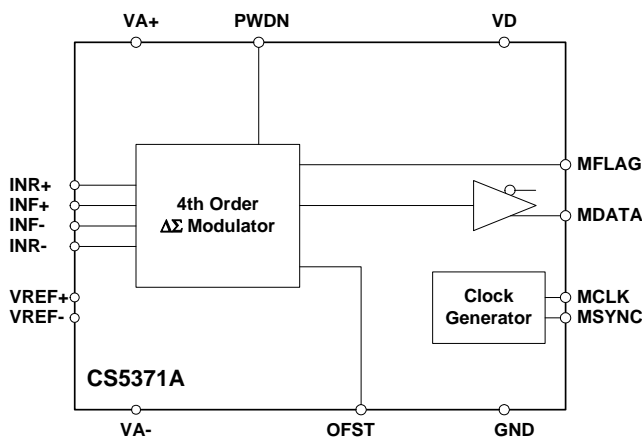 VA+
PWDN
VD
INR+
INF+
INF-
INR-
VREF+
VREF-
4th Order
ΔΣ Modulator
MFLAG
MDATA
Clock
Generator
MCLK
MSYNC
CS5371A
VA-
OFST
GND